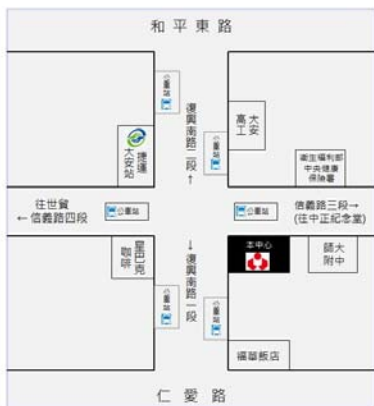 和平東路
公車站
復興南路二段→
捷運
大安站
公車站
大安
高工
衛生福利部
中央健康
保險署
往世貿
←信義路四段
公車站
公車站
信義路三段→
(往中正紀念堂)
星巴克
咖啡
←復興南路一段
公車站
公車站
本中心
師大
附中
福華飯店
仁愛路